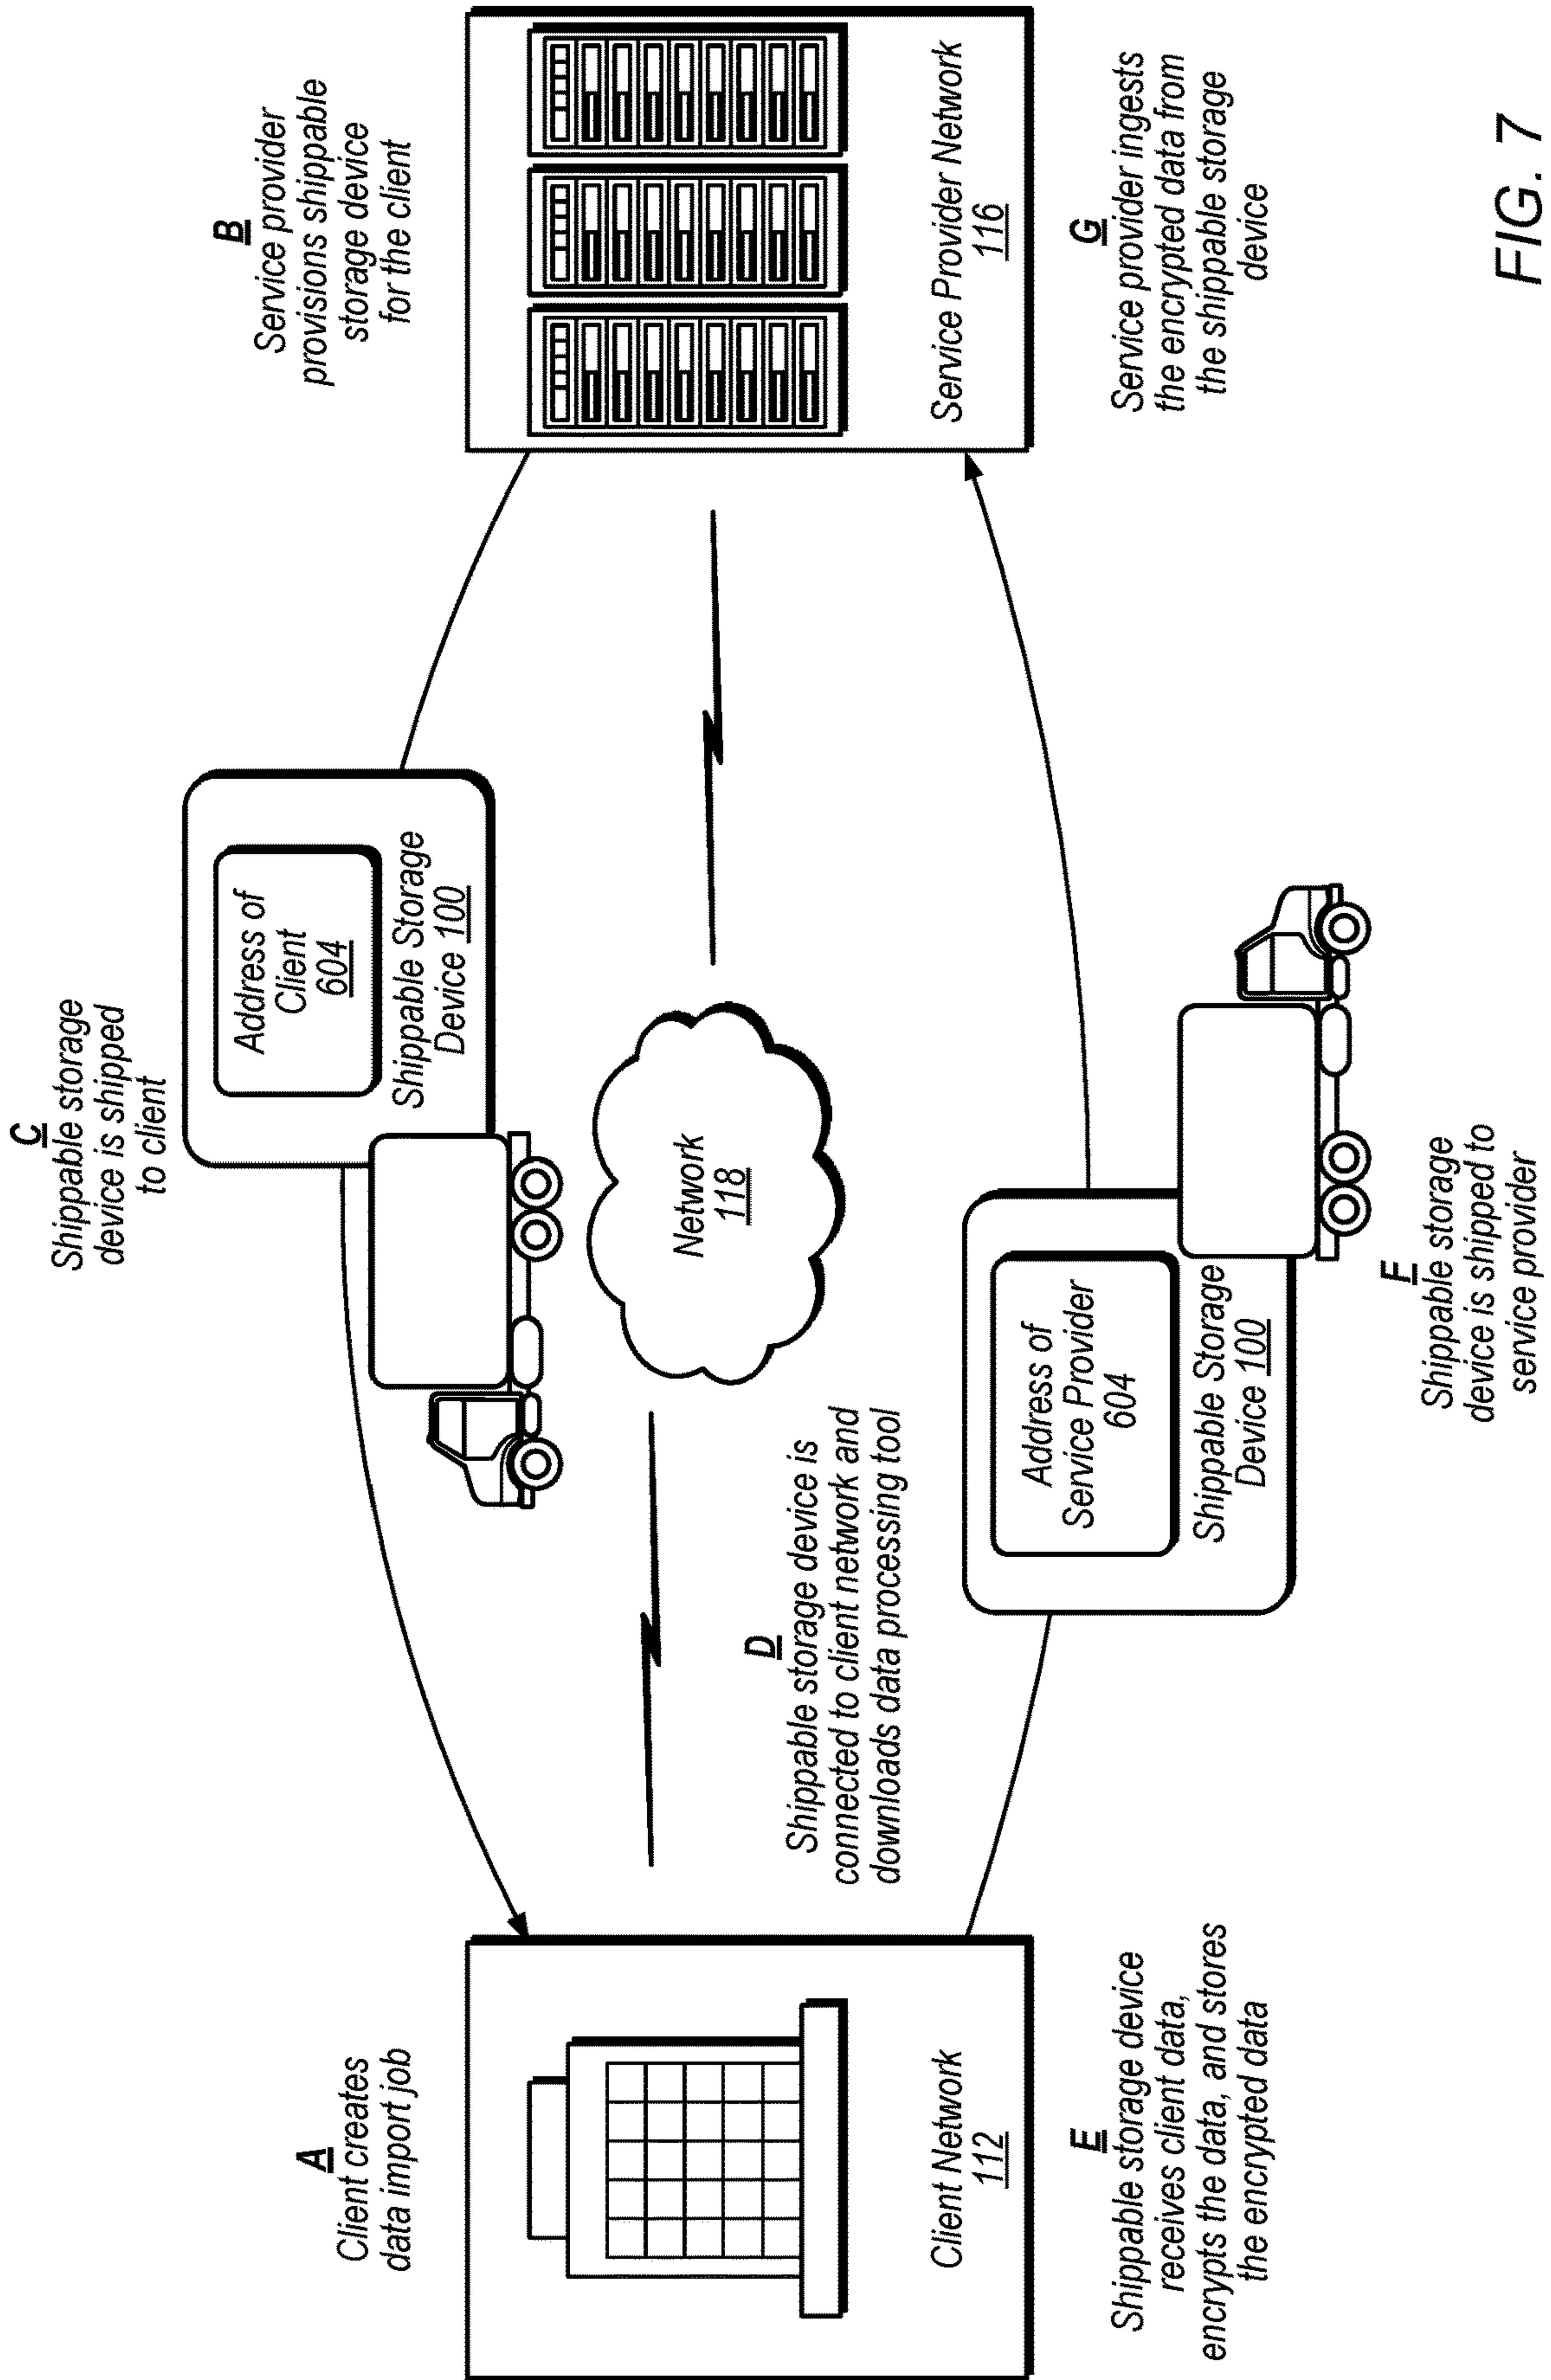 A
Client creates
data import job
B
Service provider
provisions shippable
storage device
for the client
C
Shippable storage
device is shipped
to client
Address of
Client
604
Shippable Storage
Device 100
Network
118
D
Shippable storage device is
connected to client network and
downloads data processing tool
Client Network
112
Service Provider Network
116
E
Shippable storage device
receives client data,
encrypts the data, and stores
the encrypted data
Address of
Service Provider
604
Shippable Storage
Device 100
F
Shippable storage
device is shipped to
service provider
G
Service provider ingests
the encrypted data from
the shippable storage
device
FIG. 7